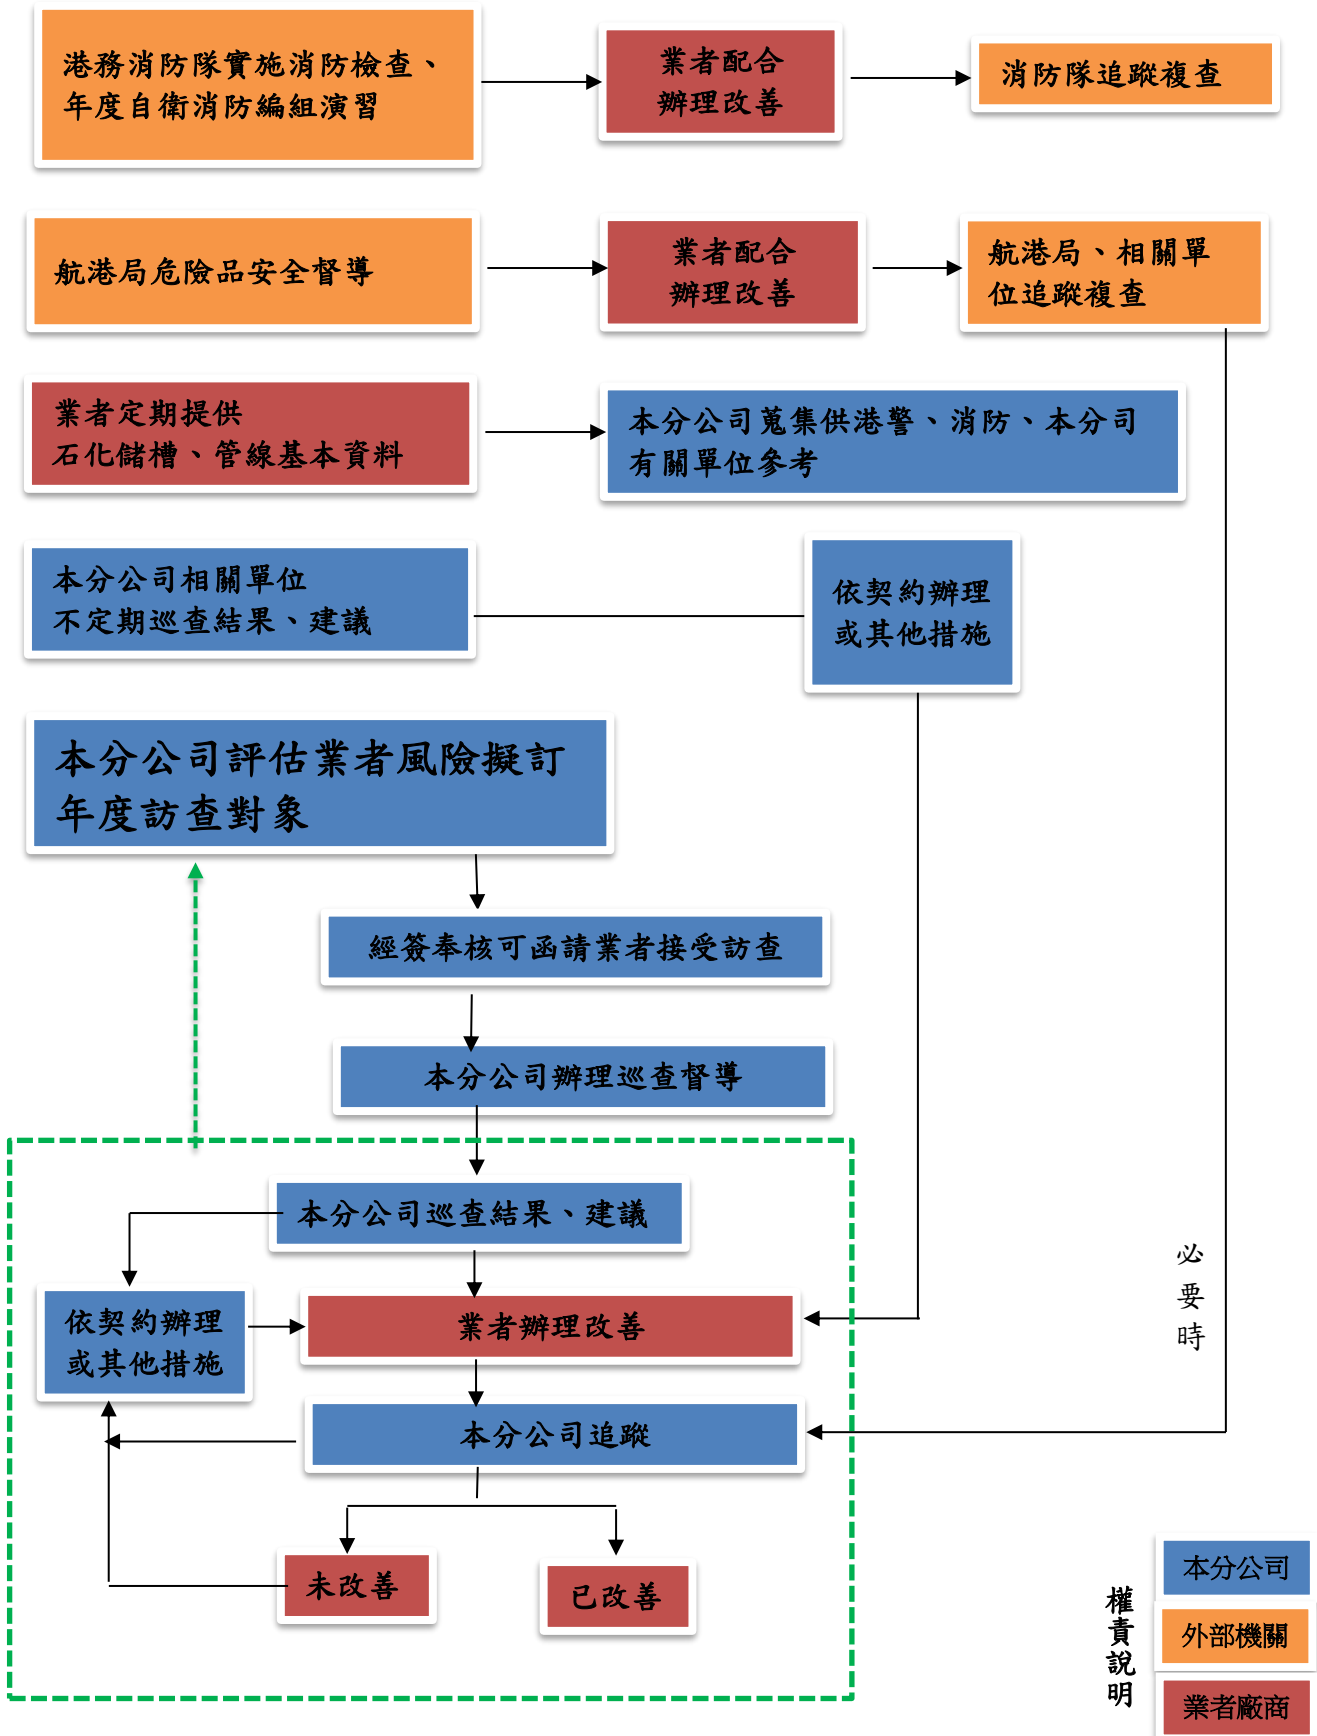 港務消防隊實施消防檢查、
年度自衛消防編組演習
業者配合
辦理改善
消防隊追蹤複查
航港局危險品安全督導
業者配合
辦理改善
航港局、相關單
位追蹤複查
業者定期提供
石化儲槽、管線基本資料
本分公司蒐集供港警、消防、本分司
有關單位參考
本分公司相關單位
不定期巡查結果、建議
依契約辦理
或其他措施
本分公司評估業者風險擬訂
年度訪查對象
經簽奉核可函請業者接受訪查
本分公司辦理巡查督導
本分公司巡查結果、建議
依契約辦理
或其他措施
業者辦理改善
必要時
本分公司追蹤
未改善
已改善
權責說明
本分公司
外部機關
業者廠商